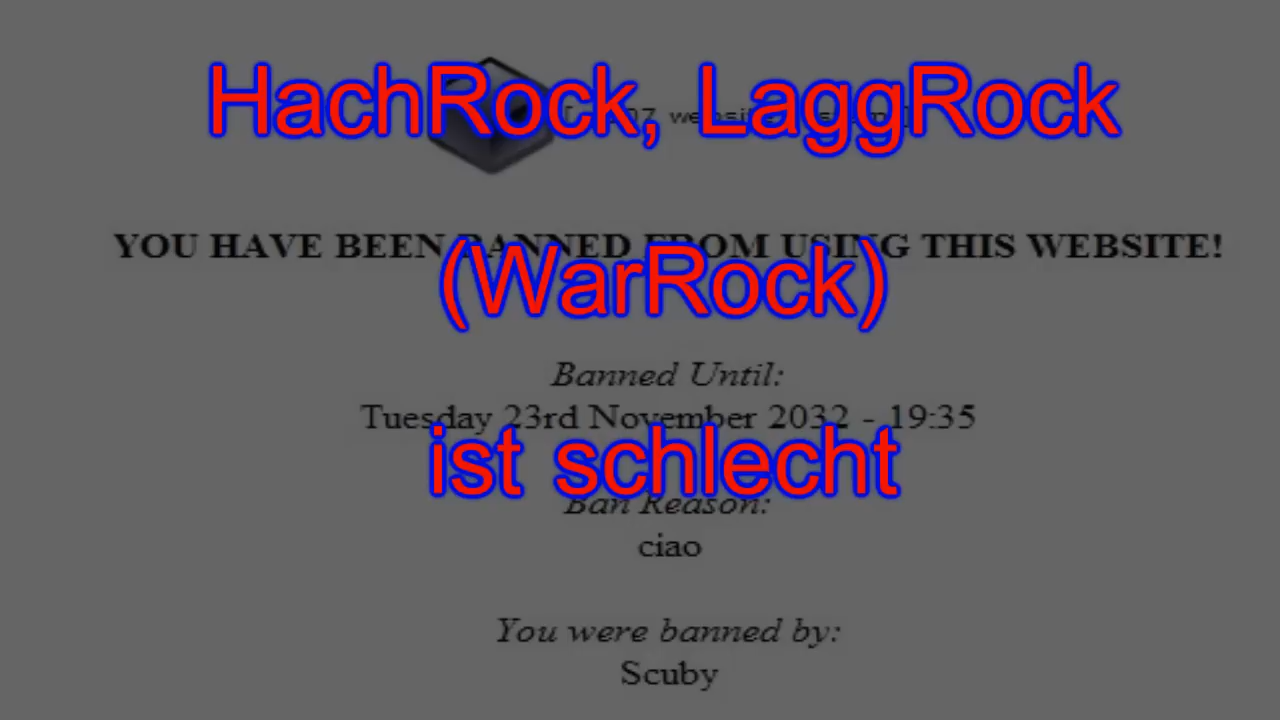 HachRock, LaggRock
YOU HAVE BEEN BANNED FROM USING THIS WEBSITE!
(WarRock)
Banned Until:
Tuesday 23rd November 2032 - 19:35
ist schlecht
Ban Reason:
ciao
You were banned by:
Scuby